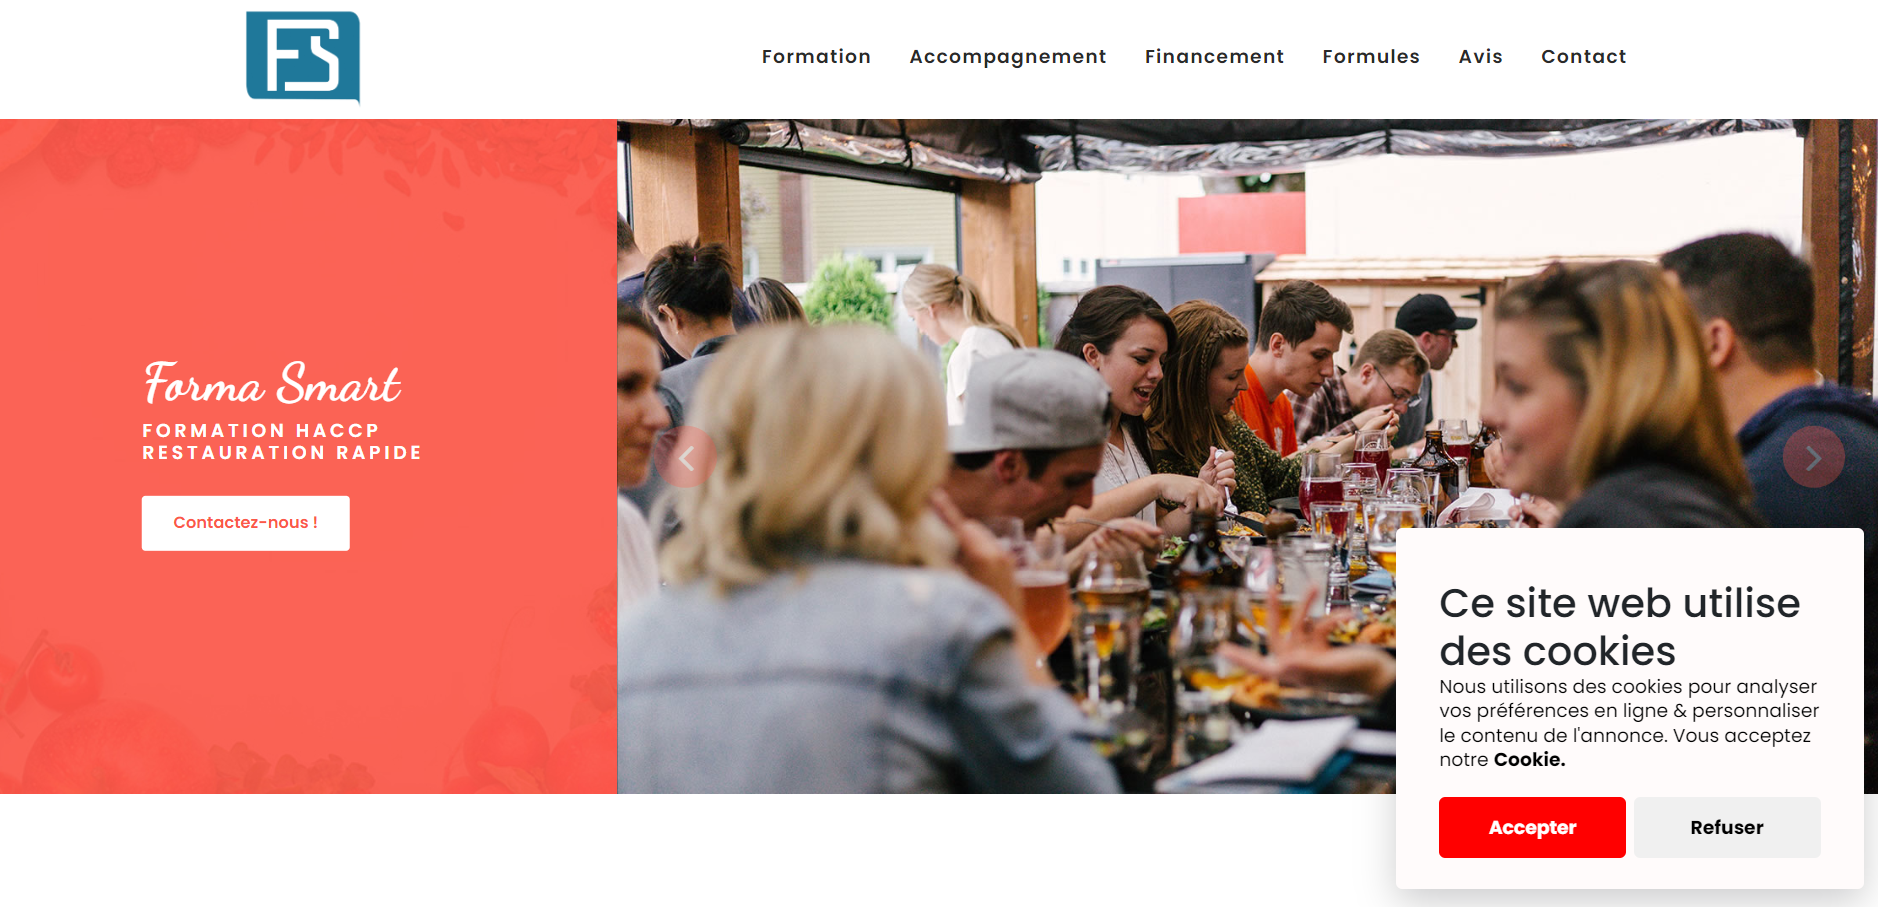 FS
Formation Accompagnement Financement Formules Avis Contact
Forma Smart
FORMATION HACCP
RESTAURATION RAPIDE
Contactez-nous !
Ce site web utilise
des cookies
Nous utilisons des cookies pour analyser
vos préférences en ligne & personnaliser
le contenu de l'annonce. Vous acceptez
notre Cookie.
Accepter Refuser